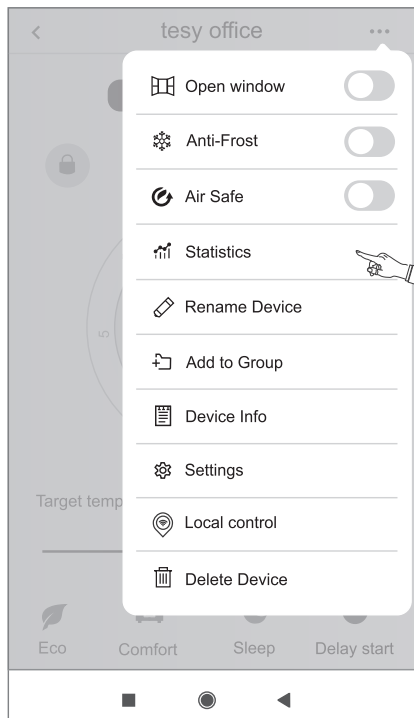 tesy office
Open window
Anti-Frost
Air Safe
Statistics
Rename Device
5
Add to Group
Device Info
Settings
Target temp
Local control
Delete Device
Eco Comfort Sleep Delay start